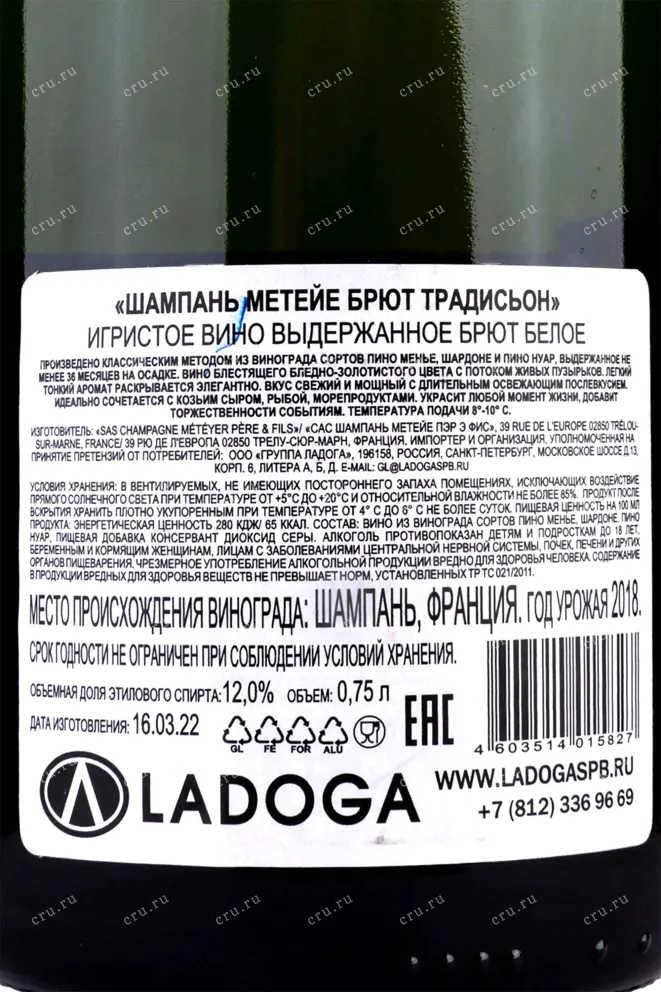 «ШАМПАНЬ МЕТЕЙЕ БРЮТ ТРАДИСЬОН»
ИГРИСТОЕ ВИНО ВЫДЕРЖАННОЕ БРЮТ БЕЛОЕ
ПРОИЗВЕДЕНО КЛАССИЧЕСКИМ МЕТОДОМ ИЗ ВИНОГРАДА СОРТОВ ПИНО МЕНЬЕ, ШАРДОНЕ И ПИНО НУАР, ВЫДЕРЖАННОЕ НЕ
МЕНЕЕ 36 МЕСЯЦЕВ НА ОСАДКЕ. ВИНО БЛЕСТЯЩЕГО БЛЕДНО-ЗОЛОТИСТОГО ЦВЕТА С ПОТОКОМ ЖИВЫХ ПУЗЫРЬКОВ. ЛЕГКИЙ
ТОНКИЙ АРОМАТ РАСКРЫВАЕТСЯ ЭЛЕГАНТНО. ВКУС СВЕЖИЙ И МОЩНЫЙ С ДЛИТЕЛЬНЫМ ОСВЕЖАЮЩИМ ПОСЛЕВКУСИЕМ.
ИДЕАЛЬНО СОЧЕТАЕТСЯ С КОЗЬИМ СЫРОМ, РЫБОЙ, МОРЕПРОДУКТАМИ. УКРАСИТ ЛЮБОЙ МОМЕНТ ЖИЗНИ, ДОБАВИТ
ТОРЖЕСТВЕННОСТИ СОБЫТИЯМ. ТЕМПЕРАТУРА ПОДАЧИ 8°-10° С.
ИЗГОТОВИТЕЛЬ: «SAS CHAMPAGNE MÉTÉYER PÈRE & FILS»/ «САС ШАМПАНЬ МЕТЕЙЕ ПЭР Э ФИС», 39 RUE DE L'EUROPE 02850 TRÉLOU-
SUR-MARNE, FRANCE/ 39 РЮ ДЕ Л'ЕВРОПА 02850 ТРЕЛУ-СЮР-МАРН, ФРАНЦИЯ. ИМПОРТЕР И ОРГАНИЗАЦИЯ, УПОЛНОМОЧЕННАЯ НА
ПРИНЯТИЕ ПРЕТЕНЗИЙ ОТ ПОТРЕБИТЕЛЕЙ: ООО «ГРУППА ЛАДОГА», 196158, РОССИЯ, САНКТ-ПЕТЕРБУРГ, МОСКОВСКОЕ ШОССЕ Д.13,
КОРП. 6, ЛИТЕРА А, Б, Д. E-MAIL: GL@LADOGASPB.RU
УСЛОВИЯ ХРАНЕНИЯ: В ВЕНТИЛИРУЕМЫХ, НЕ ИМЕЮЩИХ ПОСТОРОННЕГО ЗАПАХА ПОМЕЩЕНИЯХ, ИСКЛЮЧАЮЩИХ ВОЗДЕЙСТВИЕ
ПРЯМОГО СОЛНЕЧНОГО СВЕТА ПРИ ТЕМПЕРАТУРЕ ОТ +5°С ДО +20°С И ОТНОСИТЕЛЬНОЙ ВЛАЖНОСТИ НЕ БОЛЕЕ 85%. ПРОДУКТ ПОСЛЕ
ВСКРЫТИЯ ХРАНИТЬ ПЛОТНО УКУПОРЕННЫМ ПРИ ТЕМПЕРАТУРЕ ОТ 4° С ДО 6° С НЕ БОЛЕЕ СУТОК. ПИЩЕВАЯ ЦЕННОСТЬ НА 100 МЛ
ПРОДУКТА: ЭНЕРГЕТИЧЕСКАЯ ЦЕННОСТЬ 280 КДЖ/ 65 ККАЛ. СОСТАВ: ВИНО ИЗ ВИНОГРАДА СОРТОВ ПИНО МЕНЬЕ, ШАРДОНЕ, ПИНО
НУАР, ПИЩЕВАЯ ДОБАВКА КОНСЕРВАНТ ДИОКСИД СЕРЫ. АЛКОГОЛЬ ПРОТИВОПОКАЗАН ДЕТЯМ И ПОДРОСТКАМ ДО 18 ЛЕТ,
БЕРЕМЕННЫМ И КОРМЯЩИМ ЖЕНЩИНАМ, ЛИЦАМ С ЗАБОЛЕВАНИЯМИ ЦЕНТРАЛЬНОЙ НЕРВНОЙ СИСТЕМЫ, ПОЧЕК, ПЕЧЕНИ И ДРУГИХ
ОРГАНОВ ПИЩЕВАРЕНИЯ. ЧРЕЗМЕРНОЕ УПОТРЕБЛЕНИЕ АЛКОГОЛЬНОЙ ПРОДУКЦИИ ВРЕДНО ДЛЯ ЗДОРОВЬЯ ЧЕЛОВЕКА. СОДЕРЖАНИЕ
В ПРОДУКЦИИ ВРЕДНЫХ ДЛЯ ЗДОРОВЬЯ ВЕЩЕСТВ НЕ ПРЕВЫШАЕТ НОРМ, УСТАНОВЛЕННЫХ ТР ТС 021/2011.
МЕСТО ПРОИСХОЖДЕНИЯ ВИНОГРАДА: ШАМПАНЬ, ФРАНЦИЯ. ГОД УРОЖАЯ 2018.
СРОК ГОДНОСТИ НЕ ОГРАНИЧЕН ПРИ СОБЛЮДЕНИИ УСЛОВИЙ ХРАНЕНИЯ.
ОБЪЕМНАЯ ДОЛЯ ЭТИЛОВОГО СПИРТА: 12,0% ОБЪЕМ: 0,75 Л
ДАТА ИЗГОТОВЛЕНИЯ: 16.03.22
GL FE FOR ALU
EAC
4 603514 015827
LADOGA
WWW.LADOGASPB.RU
+7 (812) 336 96 69
cru.ru